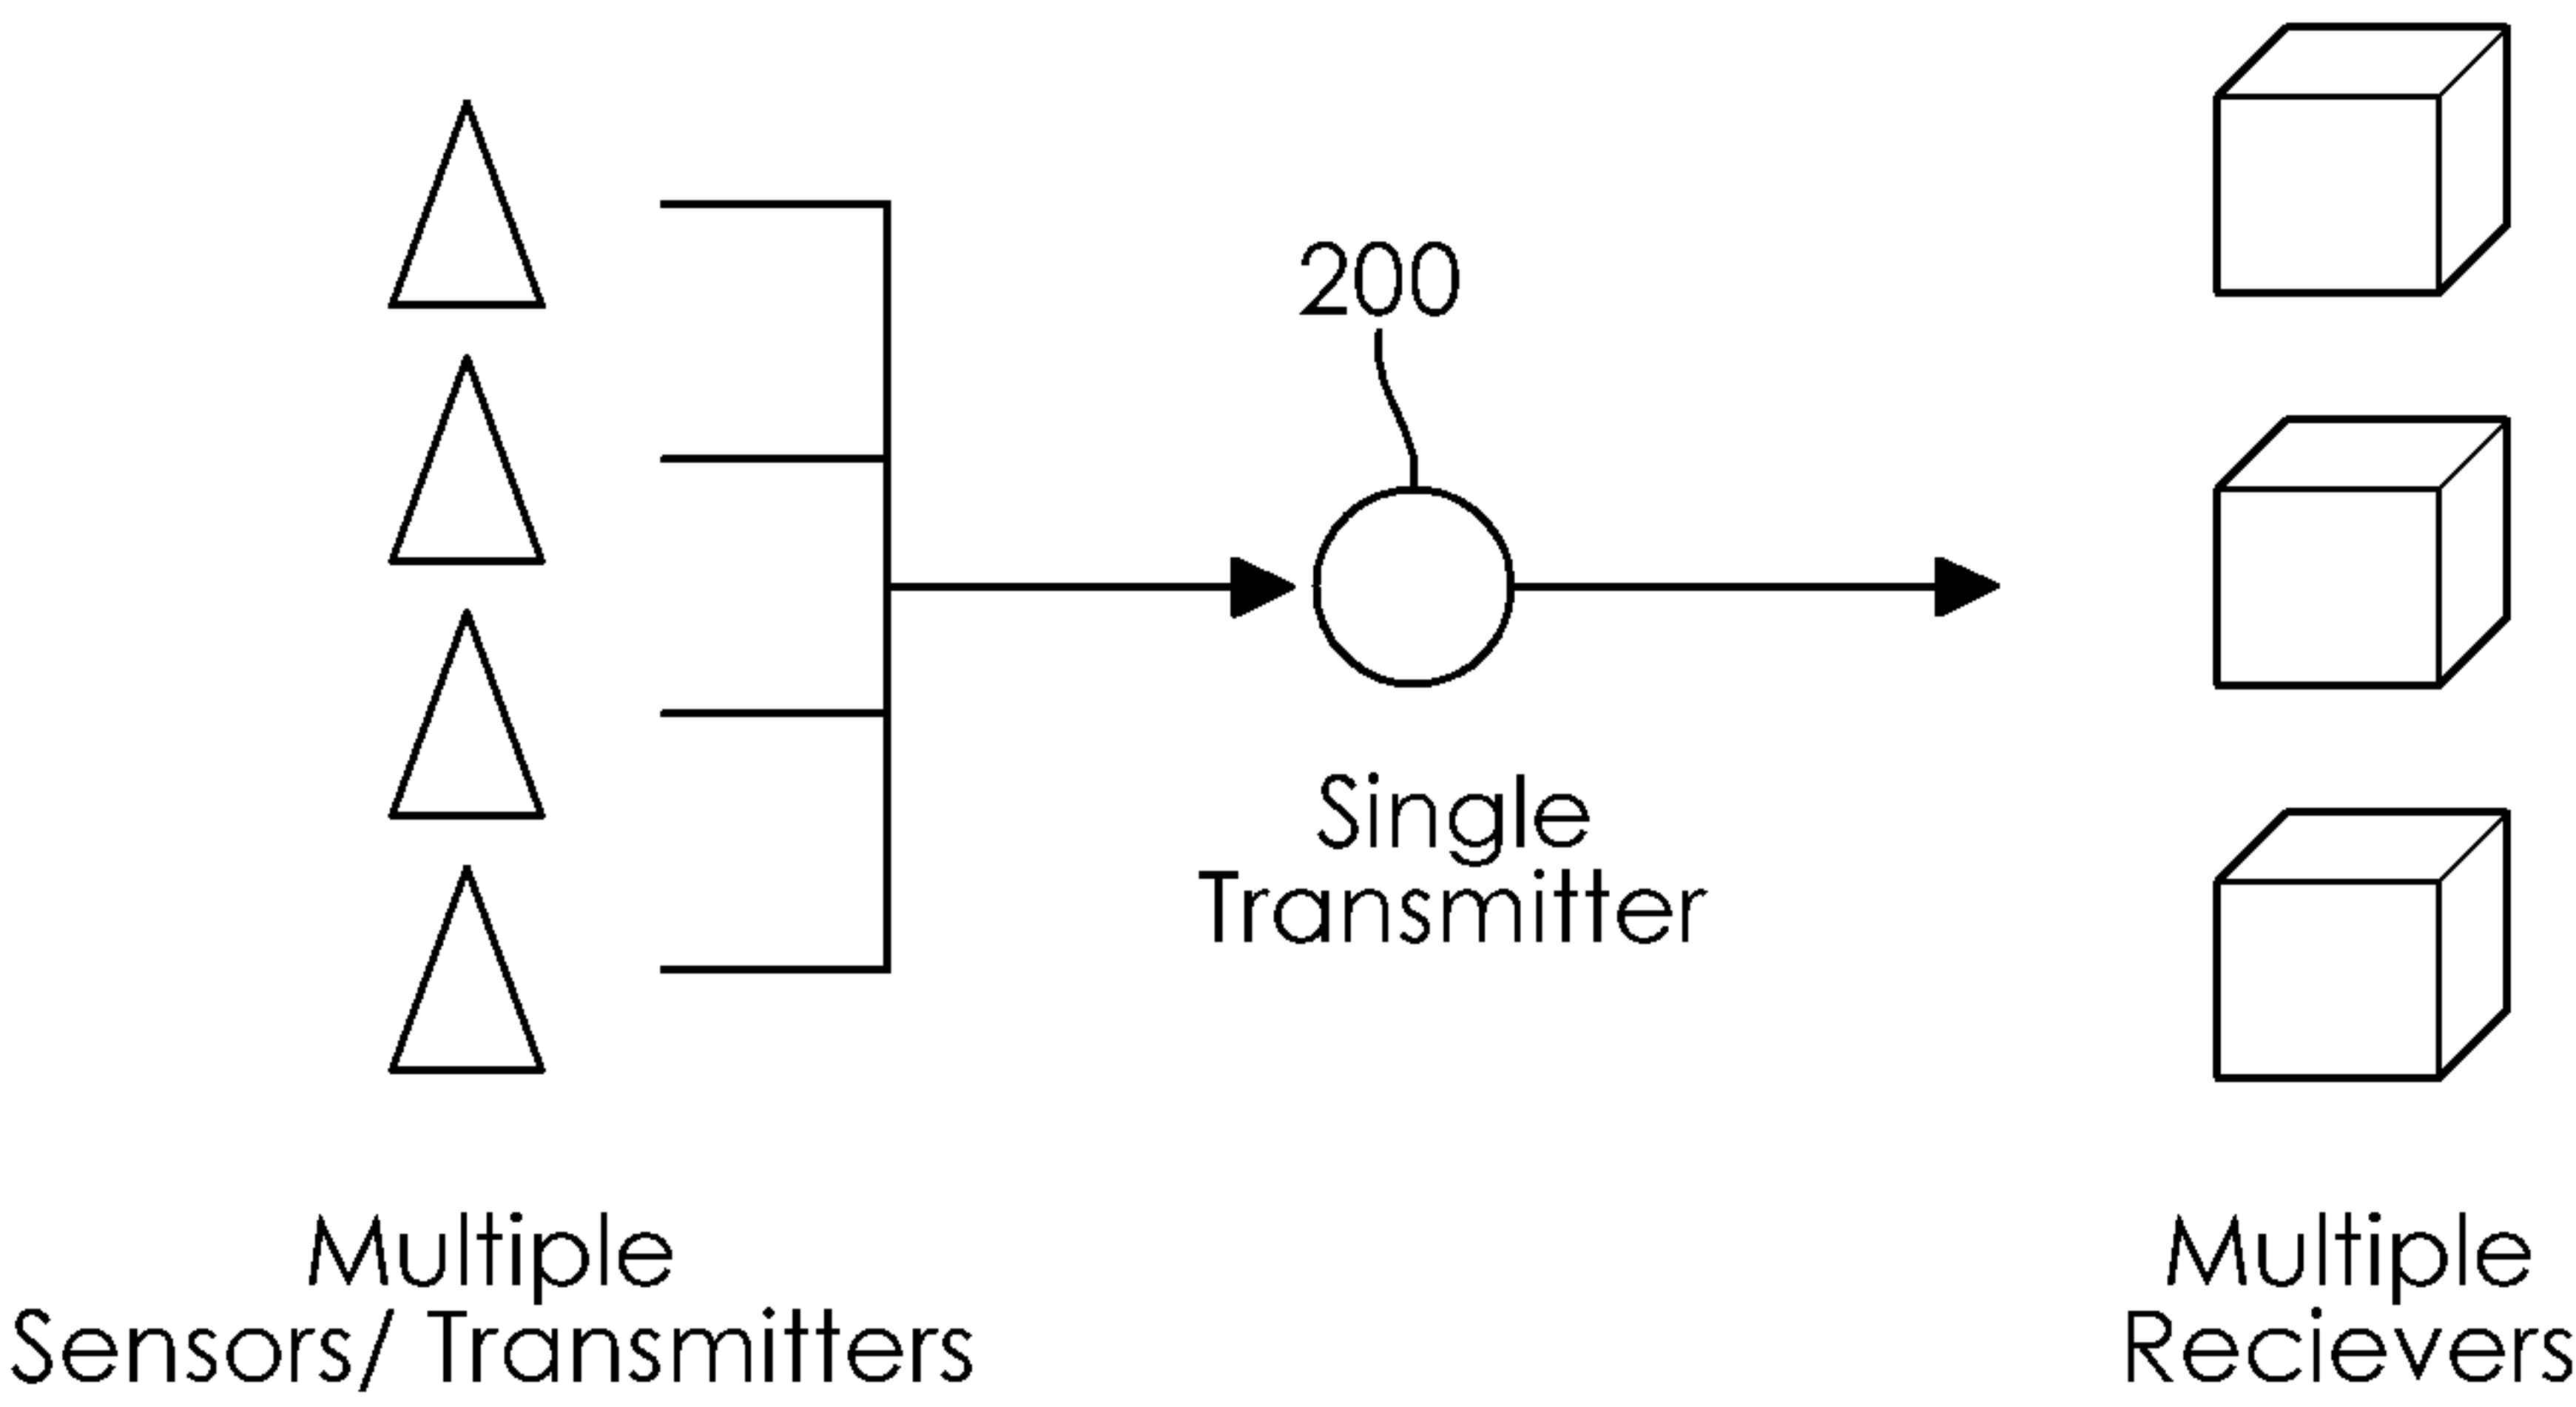 200
Single
Transmitter
Multiple
Sensors/ Transmitters
Multiple
Recievers